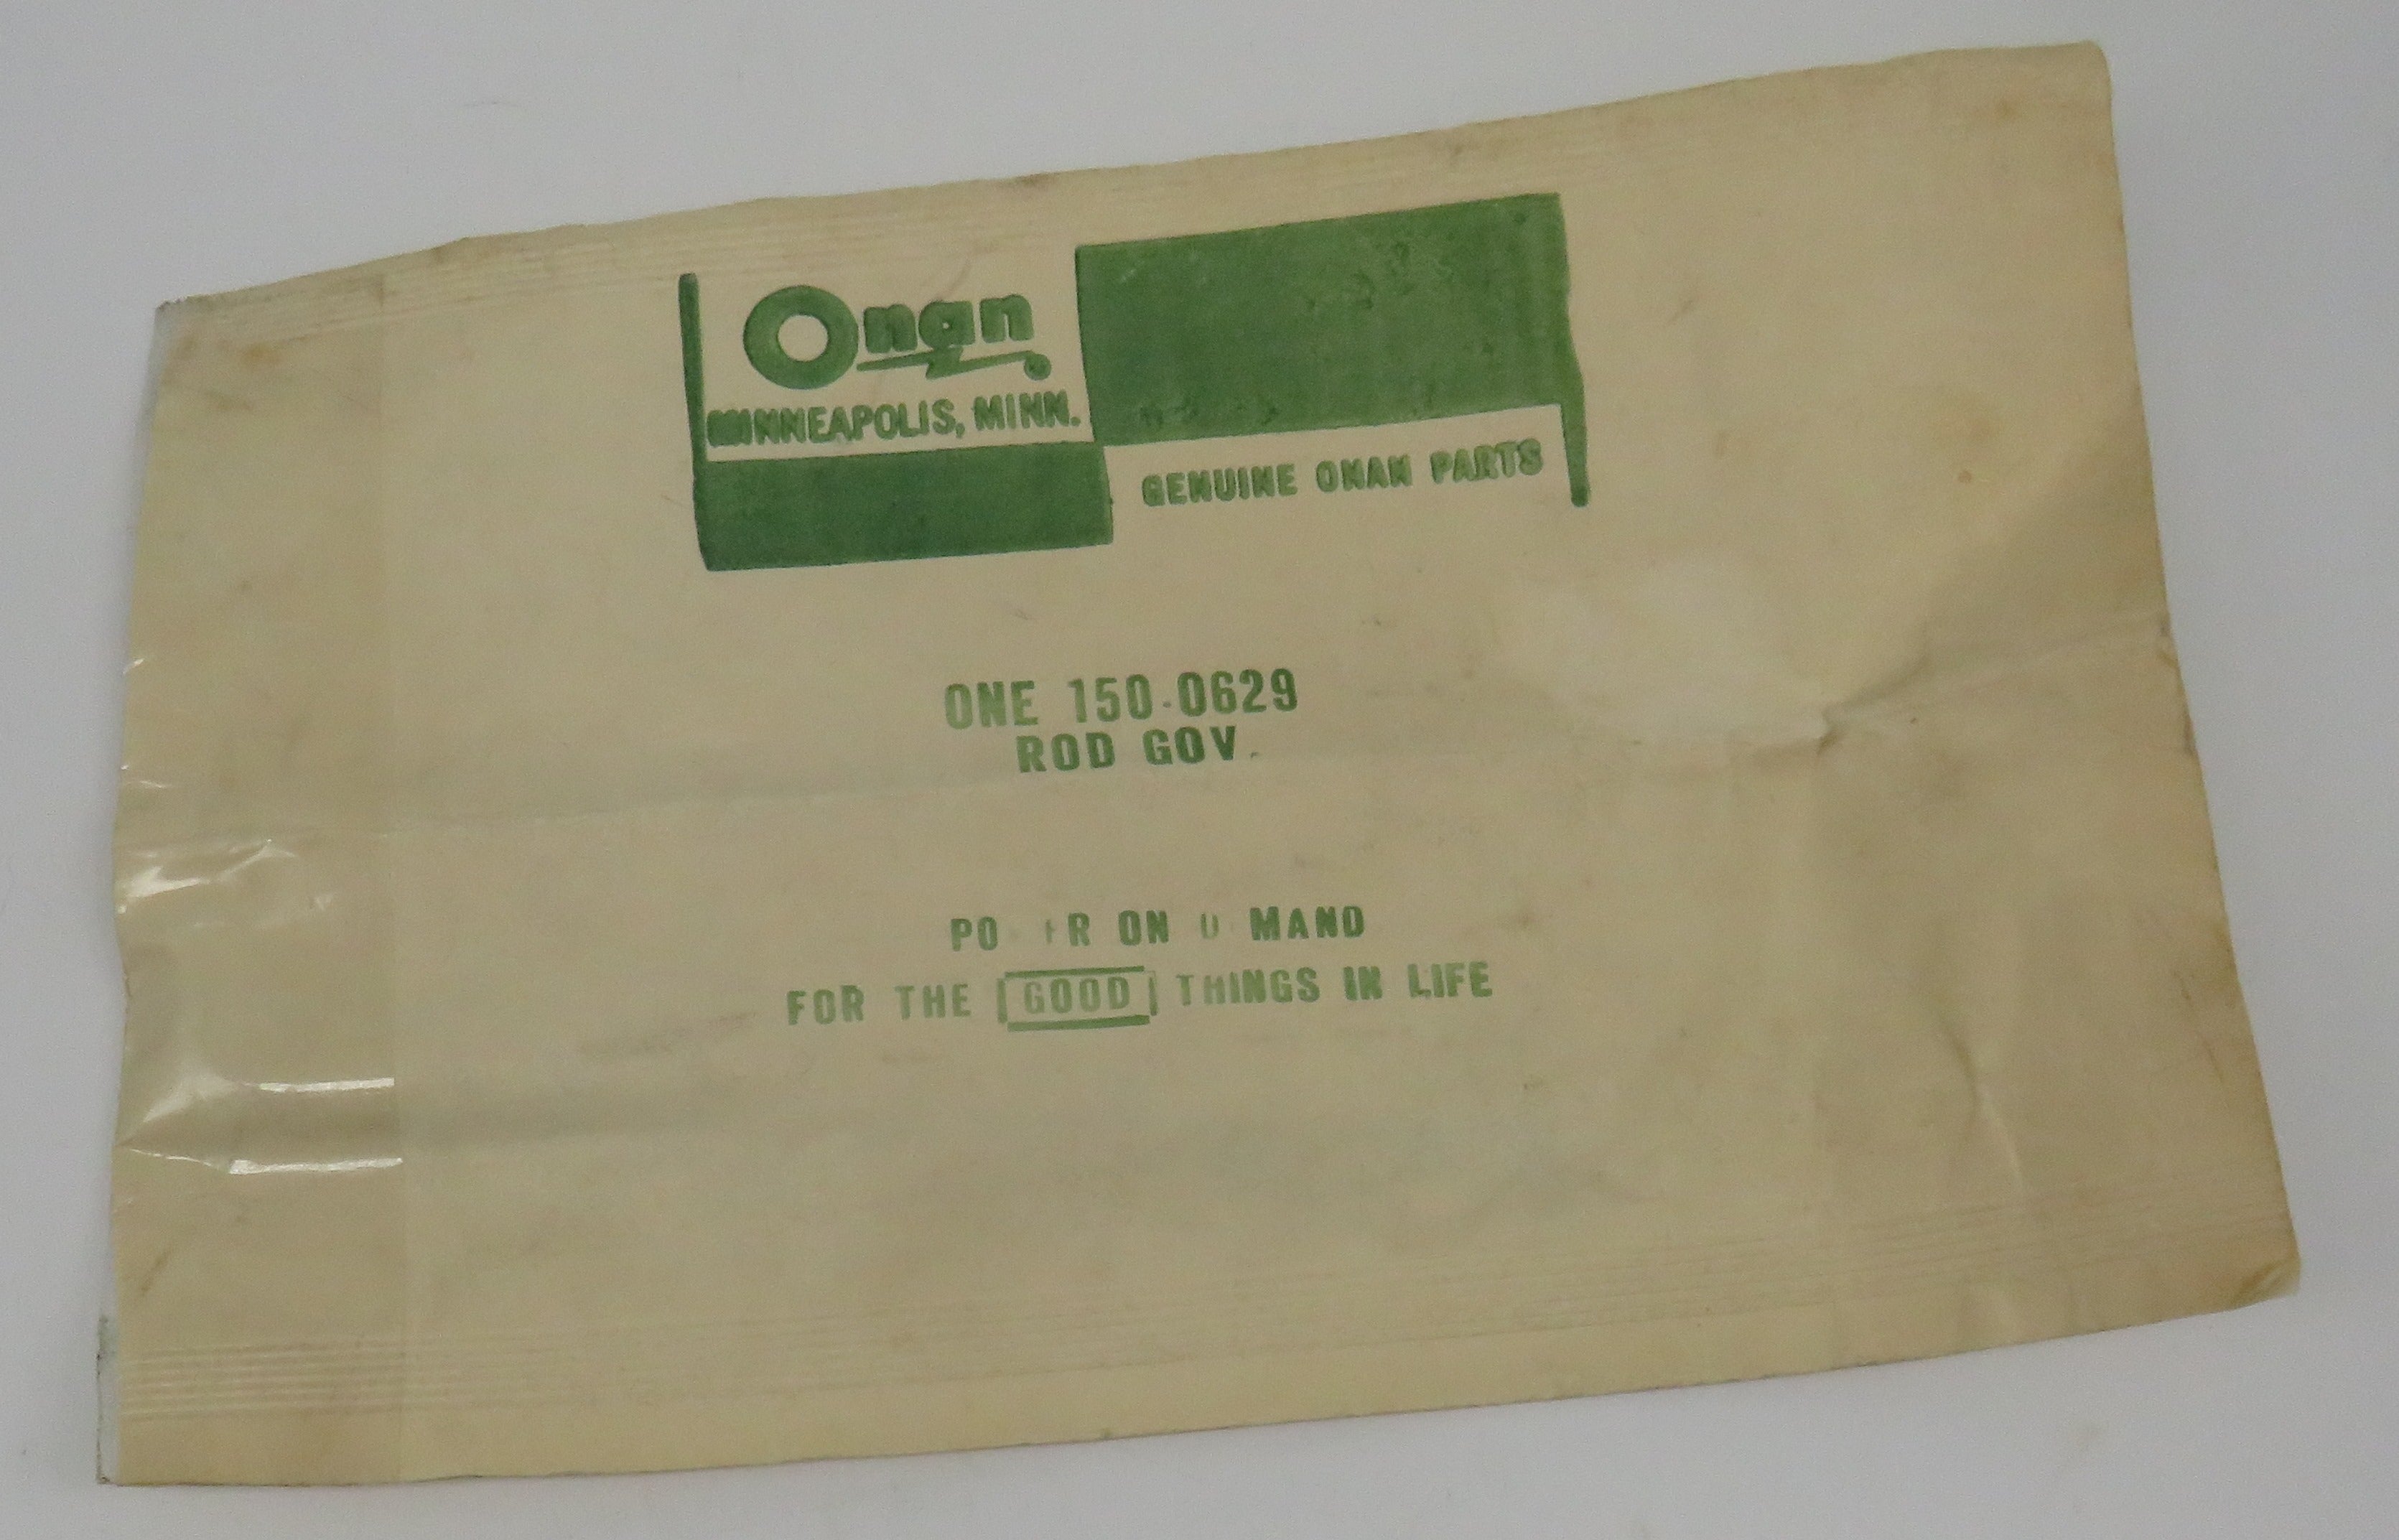 Onan
MINNEAPOLIS, MINN.
GENUINE ONAN PARTS
ONE 150-0629
ROD GOV.
ON
FOR THE GOOD THINGS IN LIFE